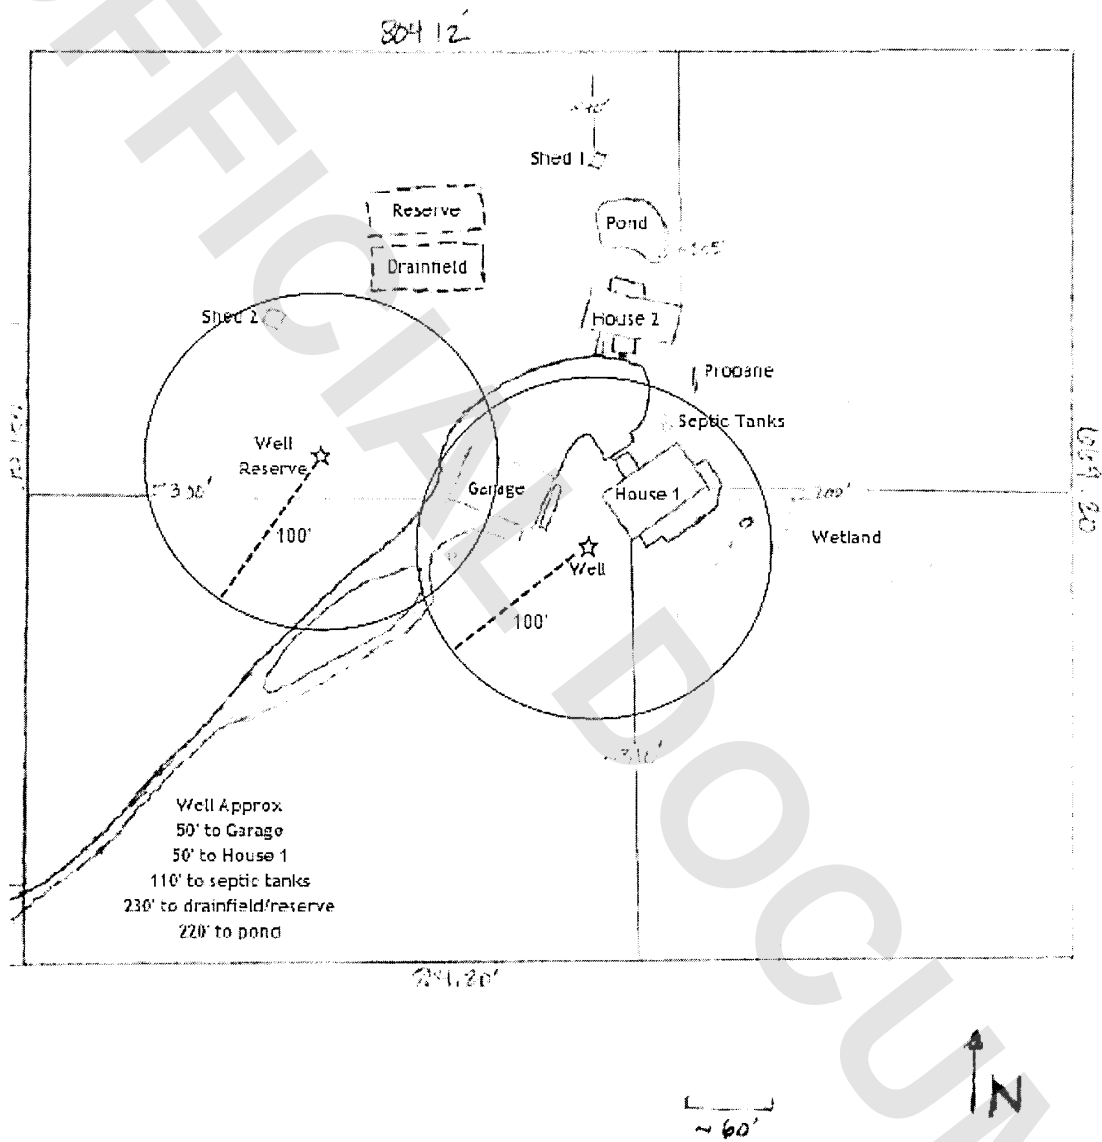 804 12'
Shed 1
Reserve
Pond
Drainfield
House 2
Shed 2
Propane
Septic Tanks
Well
Reserve
Garage
House 1
~ 200'
Wetland
100'
Well
100'
Well Approx
50' to Garage
50' to House 1
110' to septic tanks
230' to drainfield/reserve
220' to pond
N
~ 60'
OFFICIAL DOCUM